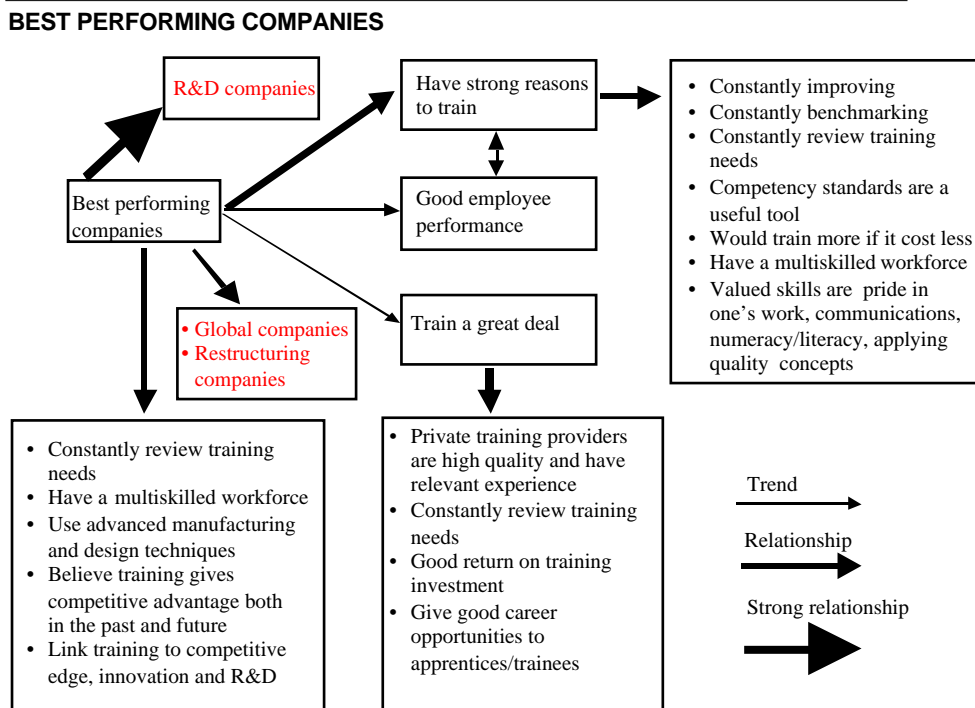 BEST PERFORMING COMPANIES
R&D companies
Have strong reasons
to train
• Constantly improving
• Constantly benchmarking
• Constantly review training
needs
• Competency standards are a
useful tool
• Would train more if it cost less
• Have a multiskilled workforce
• Valued skills are pride in
one's work, communications,
numeracy/literacy, applying
quality concepts
Best performing
companies
Good employee
performance
• Global companies
• Restructuring
companies
Train a great deal
• Constantly review training
needs
• Have a multiskilled workforce
• Use advanced manufacturing
and design techniques
• Believe training gives
competitive advantage both
in the past and future
• Link training to competitive
edge, innovation and R&D
• Private training providers
are high quality and have
relevant experience
• Constantly review training
needs
• Good return on training
investment
• Give good career
opportunities to
apprentices/trainees
Trend
Relationship
Strong relationship